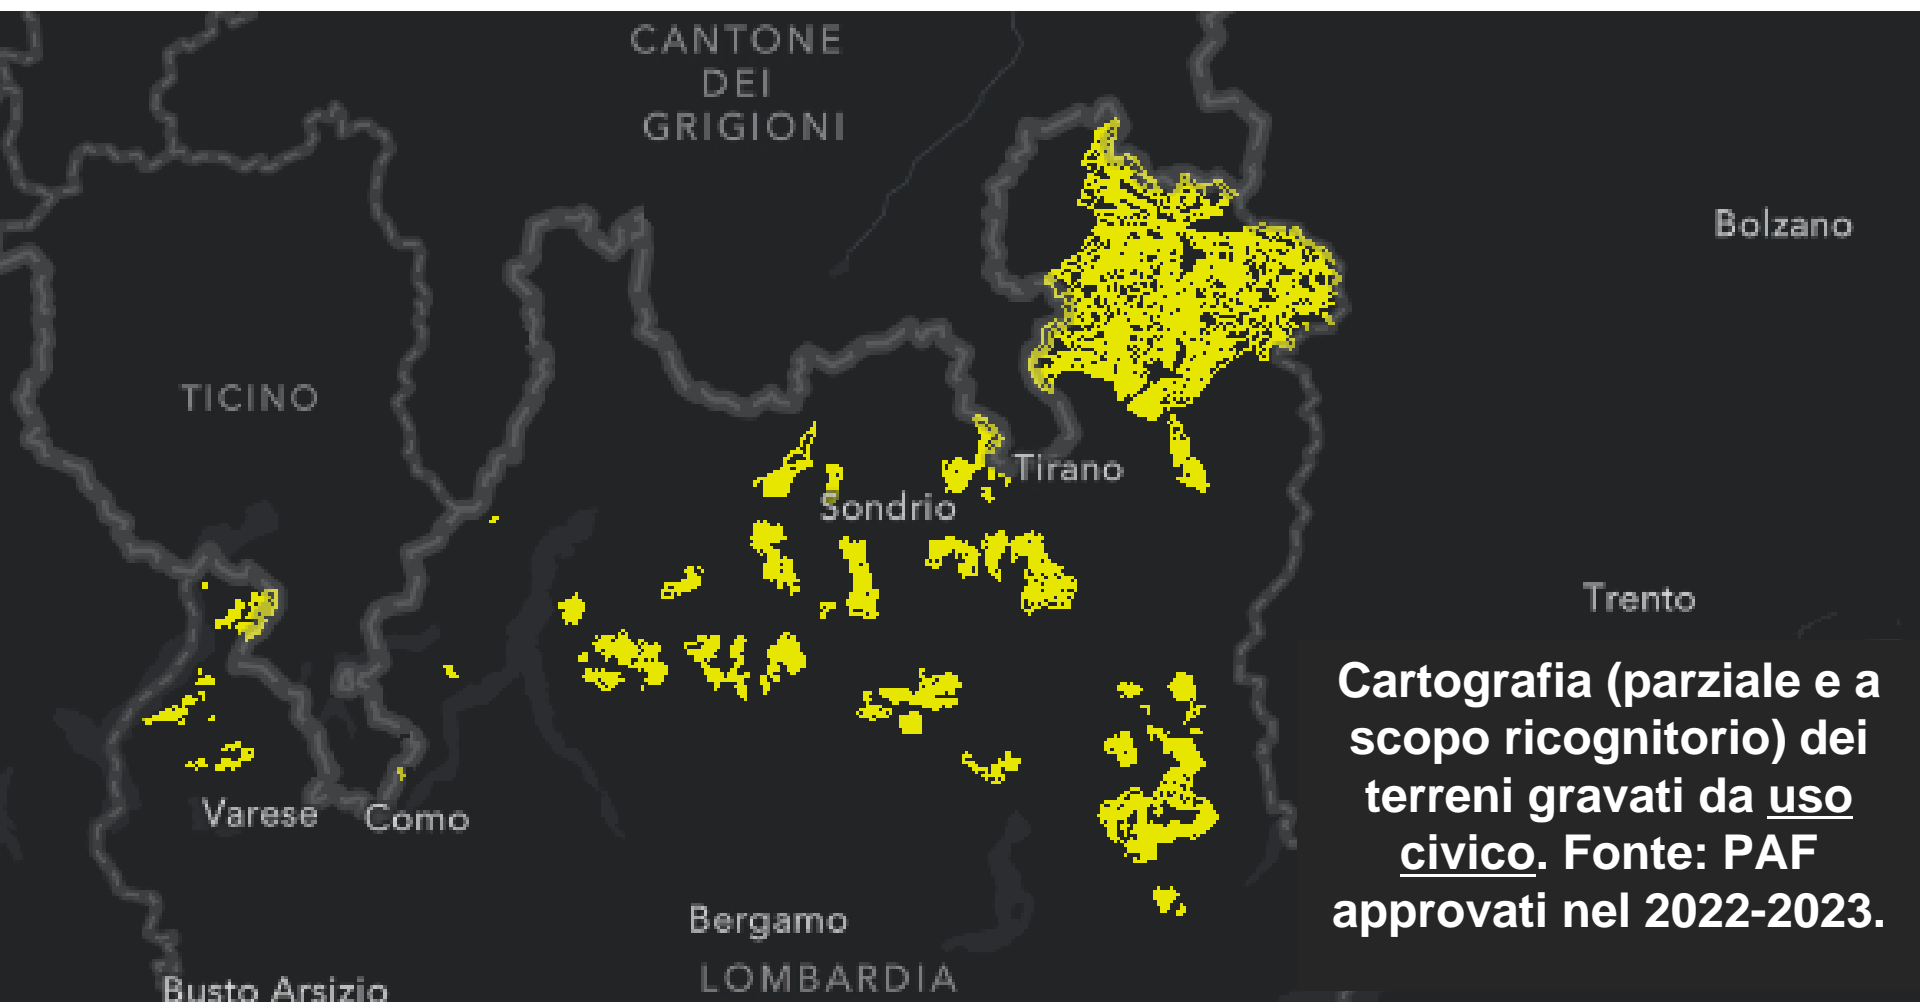 CANTONE
DEI
GRIGIONI
Bolzano
TICINO
Tirano
Sondrio
Trento
Cartografia (parziale e a
scopo ricognitorio) dei
terreni gravati da uso
civico. Fonte: PAF
approvati nel 2022-2023.
Varese
Como
Bergamo
LOMBARDIA
Busto Arsizio